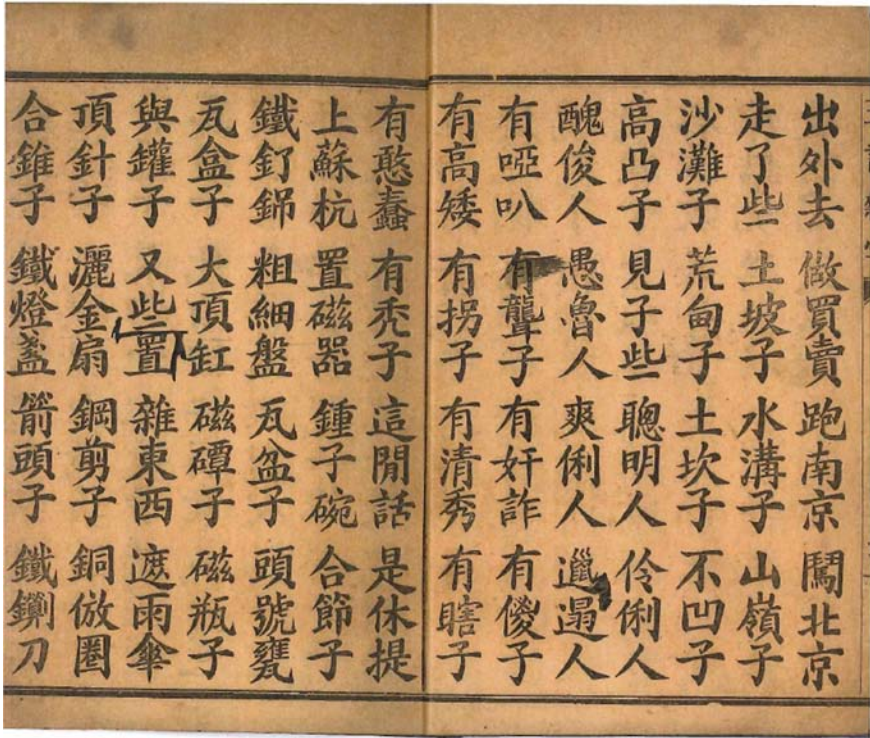 出外去 做買賣 跑南京 闖北京
走了些 土坡子 水溝子 山嶺子
沙灘子 荒甸子 土坎子 不凹子
高凸子 見子些 聰明人 伶俐人
醜俊人 愚魯人 爽俐人 邋遢人
有啞叭 有聾子 有奸詐 有儍子
有高矮 有拐子 有清秀 有瞎子
有憨蠢 有禿子 這閒話 是休提
上蘇杭 置磁器 鍾子碗 合節子
鐵釕鋛 粗細盤 瓦盆子 頭號甕
瓦盒子 大頂缸 磁磹子 磁瓶子
與罐子 又些置 雜東西 遮雨傘
頂針子 灑金扇 鋼剪子 銅倣圈
合錐子 鐵燈盞 箭頭子 鐵鍘刀